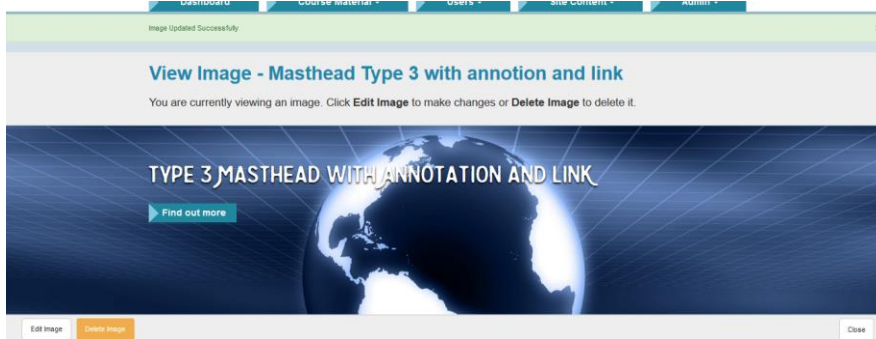 Dashboard Course Material - Users - Site Content - Admin -
Image Updated Successfully
View Image - Masthead Type 3 with annotion and link
You are currently viewing an image. Click Edit Image to make changes or Delete Image to delete it.
TYPE 3 MASTHEAD WITH ANNOTATION AND LINK
Find out more
Edit Image Delete Image Close